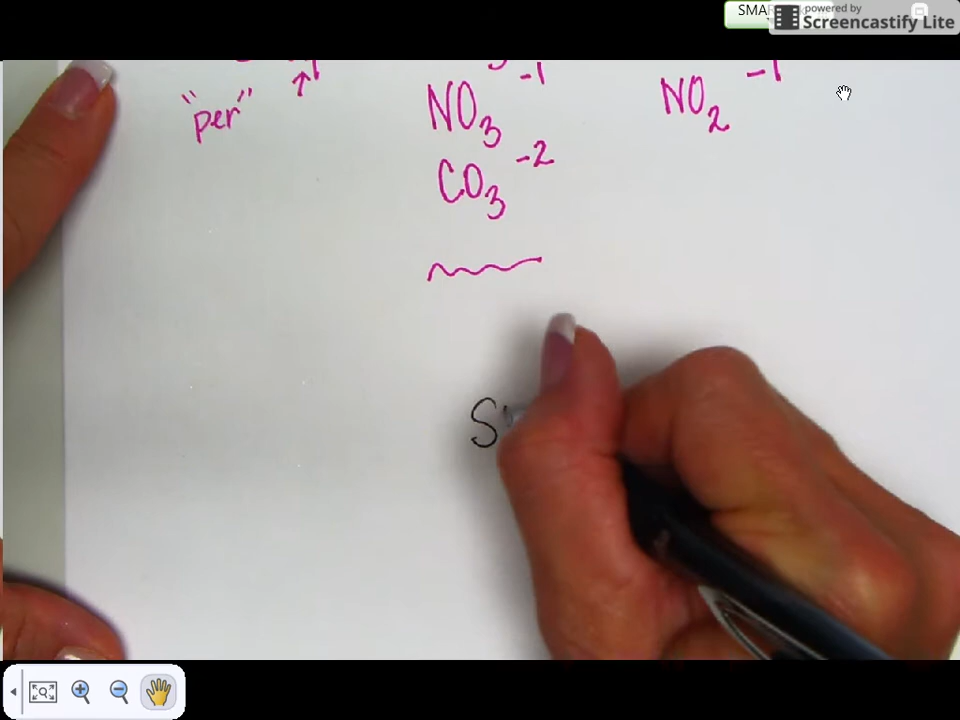 SMA
powered by
Screencastify Lite
"per" ↑
NO3 -1
NO2 -1
CO3 -2
S